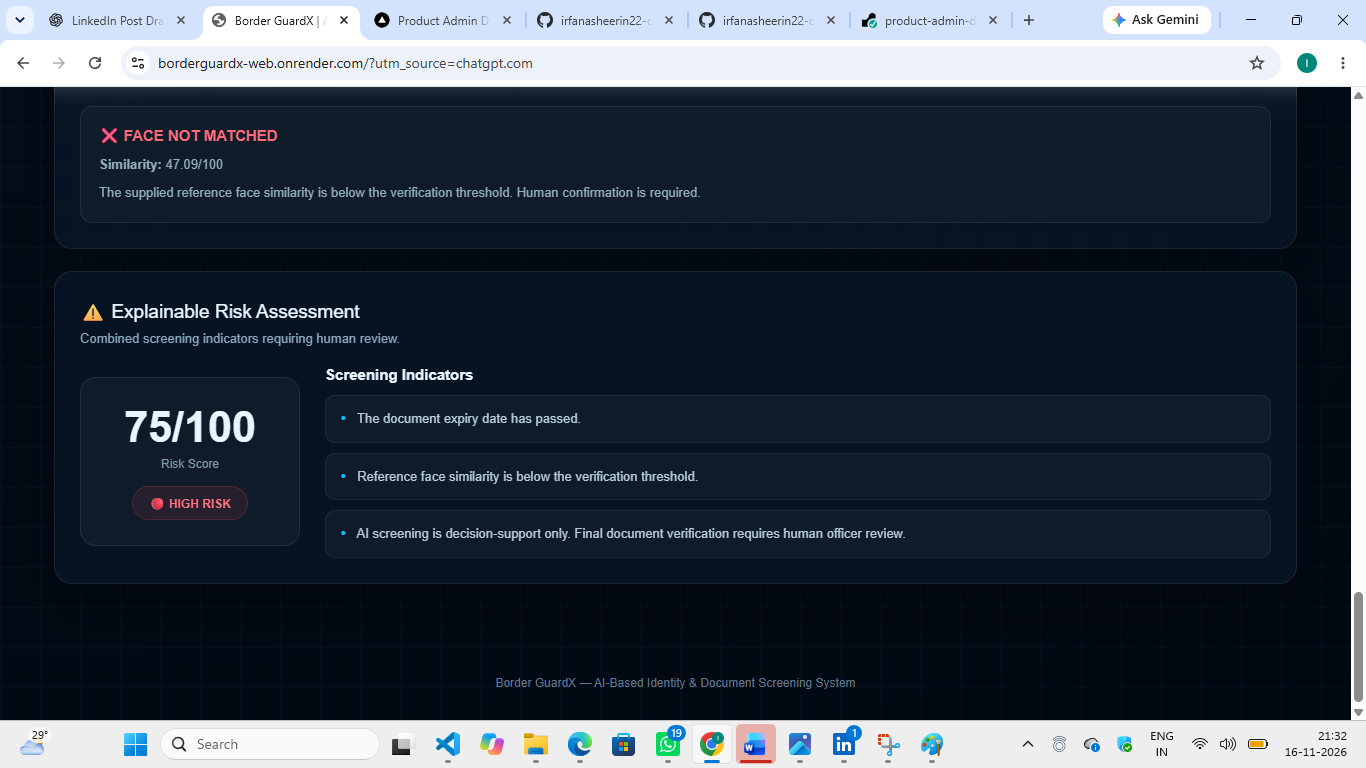 LinkedIn Post Dra
Border GuardX | A
Product Admin D
irfanasheerin22-c
irfanasheerin22-c
product-admin-d
Ask Gemini
borderguardx-web.onrender.com/?utm_source=chatgpt.com
I
❌ FACE NOT MATCHED
Similarity: 47.09/100
The supplied reference face similarity is below the verification threshold. Human confirmation is required.
⚠️ Explainable Risk Assessment
Combined screening indicators requiring human review.
75/100
Risk Score
🔴 HIGH RISK
Screening Indicators
• The document expiry date has passed.
• Reference face similarity is below the verification threshold.
• AI screening is decision-support only. Final document verification requires human officer review.
Border GuardX — AI-Based Identity & Document Screening System
29°
Search
19
1
ENG
IN
21:32
16-11-2026